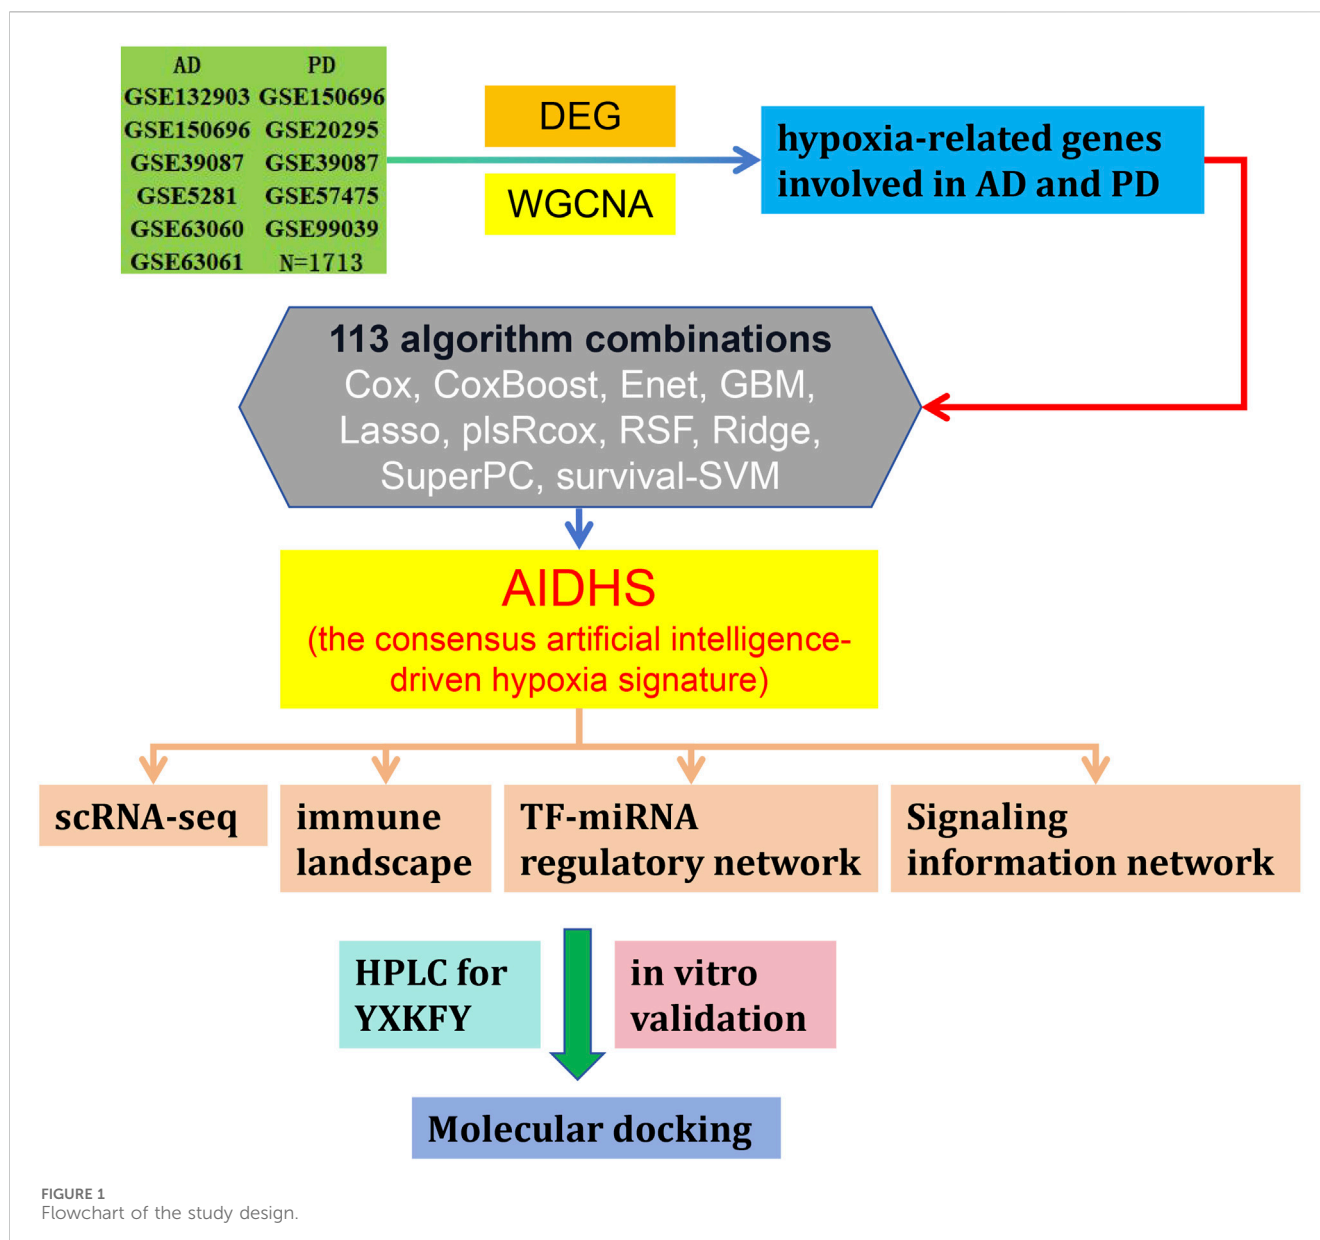 AD PD
GSE132903 GSE150696
GSE150696 GSE20295
GSE39087 GSE39087
GSE5281 GSE57475
GSE63060 GSE99039
GSE63061 N=1713
DEG
WGCNA
hypoxia-related genes
involved in AD and PD
113 algorithm combinations
Cox, CoxBoost, Enet, GBM,
Lasso, plsRcox, RSF, Ridge,
SuperPC, survival-SVM
AIDHS
(the consensus artificial intelligence-
driven hypoxia signature)
scRNA-seq
immune
landscape
TF-miRNA
regulatory network
Signaling
information network
HPLC for
YXKFY
in vitro
validation
Molecular docking
FIGURE 1
Flowchart of the study design.